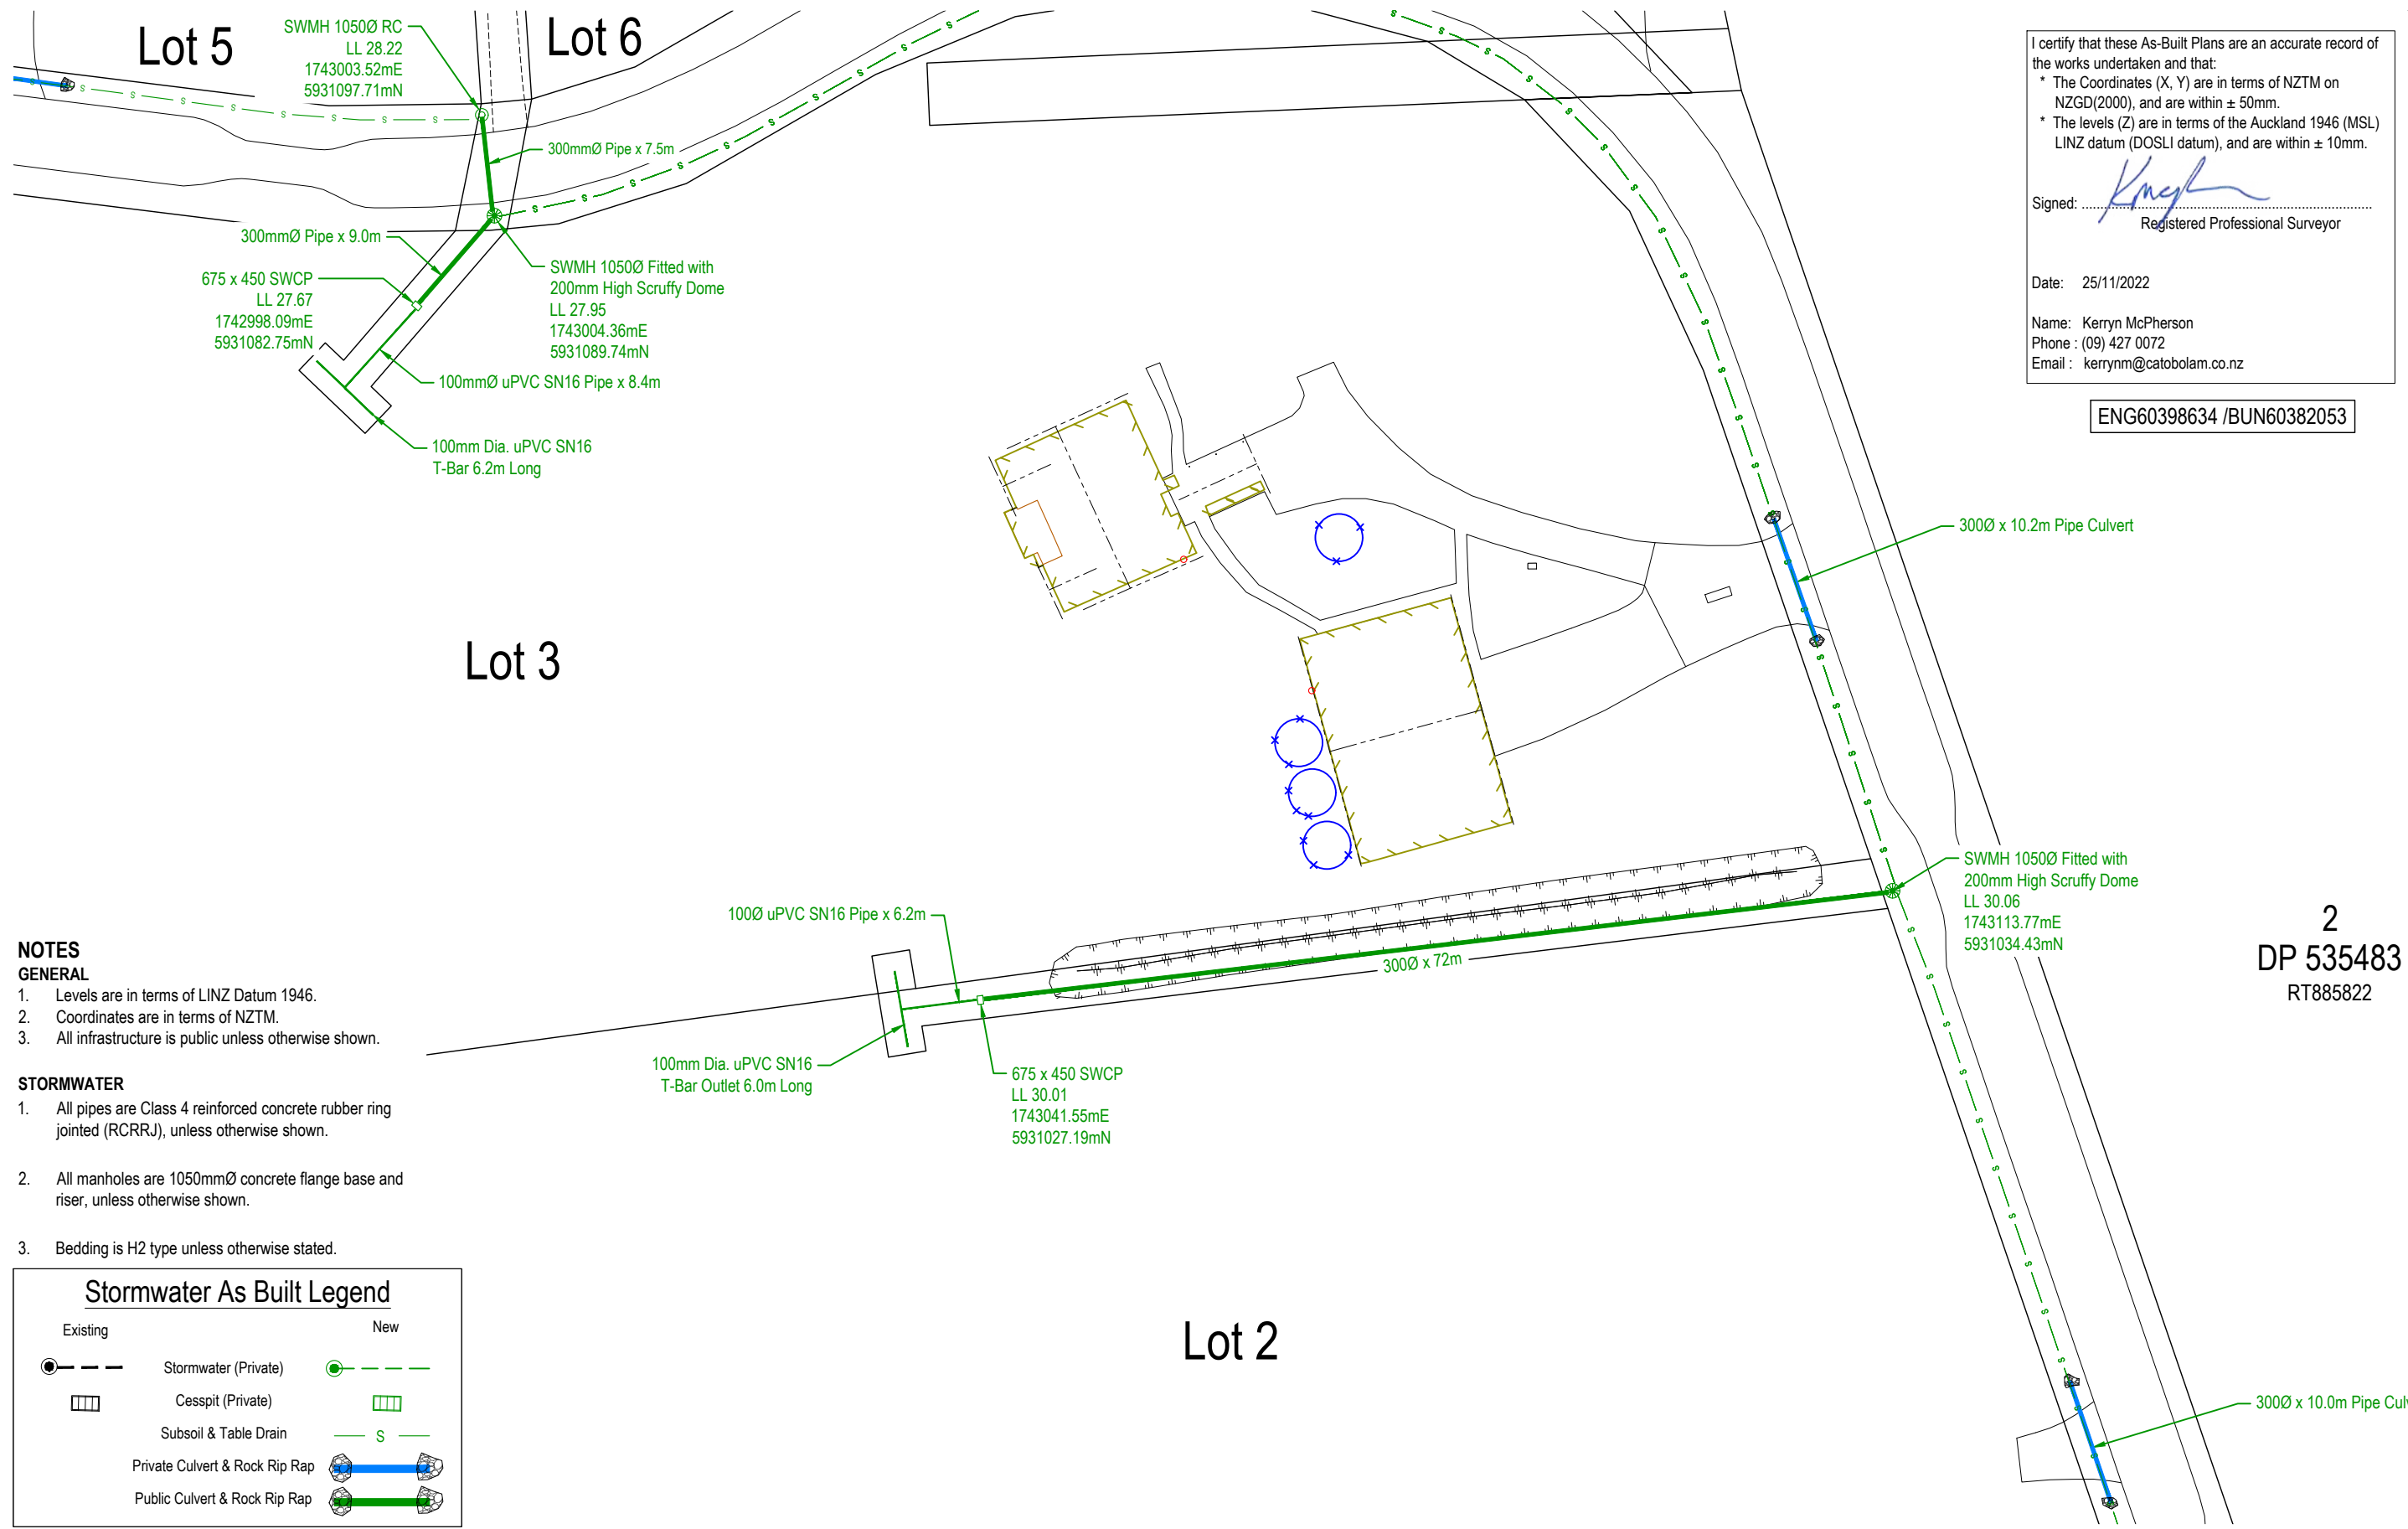 Lot 5
SWMH 1050Ø RC
LL 28.22
1743003.52mE
5931097.71mN
Lot 6
300mmØ Pipe x 7.5m
300mmØ Pipe x 9.0m
675 x 450 SWCP
LL 27.67
1742998.09mE
5931082.75mN
SWMH 1050Ø Fitted with
200mm High Scruffy Dome
LL 27.95
1743004.36mE
5931089.74mN
100mmØ uPVC SN16 Pipe x 8.4m
100mm Dia. uPVC SN16
T-Bar 6.2m Long
I certify that these As-Built Plans are an accurate record of
the works undertaken and that:
* The Coordinates (X, Y) are in terms of NZTM on
NZGD(2000), and are within ± 50mm.
* The levels (Z) are in terms of the Auckland 1946 (MSL)
LINZ datum (DOSLI datum), and are within ± 10mm.
Signed:
Registered Professional Surveyor
Date: 25/11/2022
Name: Kerryn McPherson
Phone : (09) 427 0072
Email : kerrynm@catobolam.co.nz
ENG60398634 /BUN60382053
300Ø x 10.2m Pipe Culvert
Lot 3
SWMH 1050Ø Fitted with
200mm High Scruffy Dome
LL 30.06
1743113.77mE
5931034.43mN
2
DP 535483
RT885822
100Ø uPVC SN16 Pipe x 6.2m
300Ø x 72m
100mm Dia. uPVC SN16
T-Bar Outlet 6.0m Long
675 x 450 SWCP
LL 30.01
1743041.55mE
5931027.19mN
NOTES
GENERAL
1. Levels are in terms of LINZ Datum 1946.
2. Coordinates are in terms of NZTM.
3. All infrastructure is public unless otherwise shown.
STORMWATER
1. All pipes are Class 4 reinforced concrete rubber ring
jointed (RCRRJ), unless otherwise shown.
2. All manholes are 1050mmØ concrete flange base and
riser, unless otherwise shown.
3. Bedding is H2 type unless otherwise stated.
Stormwater As Built Legend
Existing New
Stormwater (Private)
Cesspit (Private)
Subsoil & Table Drain S
Private Culvert & Rock Rip Rap
Public Culvert & Rock Rip Rap
Lot 2
300Ø x 10.0m Pipe Cul